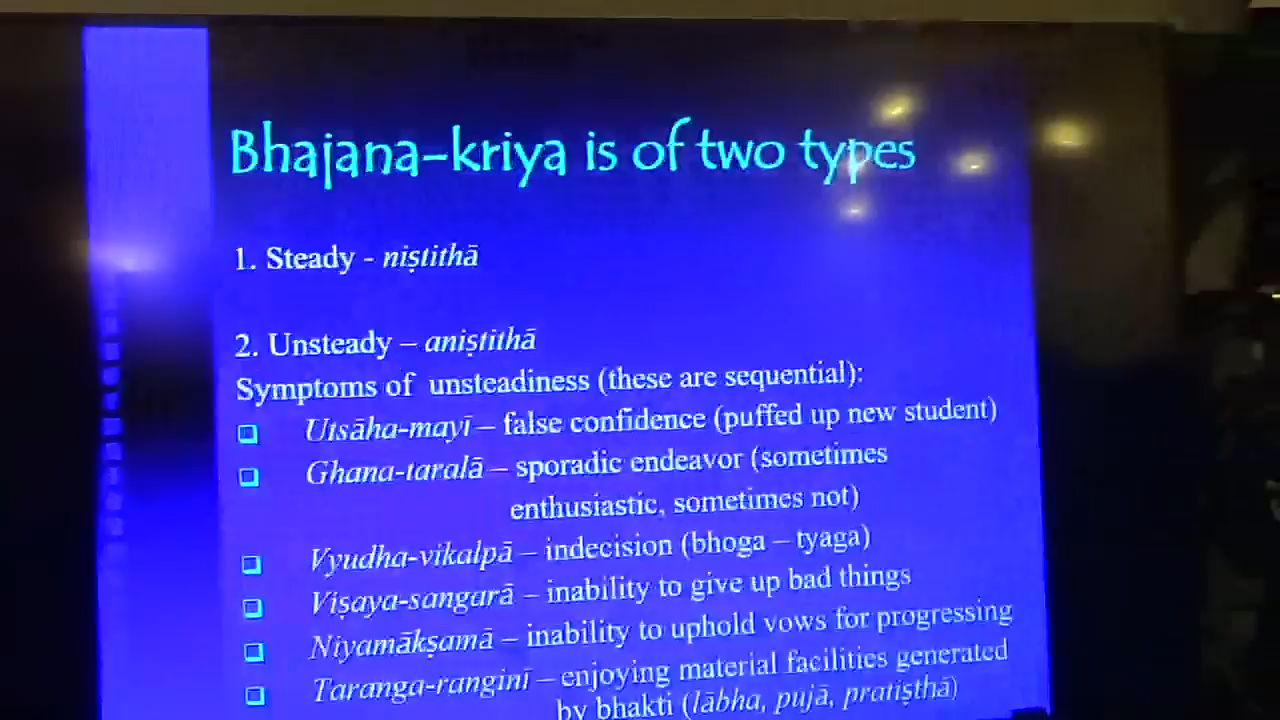 Bhajana-kriya is of two types
1. Steady - niṣtithā
2. Unsteady – aniṣtithā
Symptoms of unsteadiness (these are sequential):
Utsāha-mayī – false confidence (puffed up new student)
Ghana-taralā – sporadic endeavor (sometimes
enthusiastic, sometimes not)
Vyudha-vikalpā – indecision (bhoga – tyaga)
Viṣaya-sangarā – inability to give up bad things
Niyamākṣamā – inability to uphold vows for progressing
Taranga-ranginī – enjoying material facilities generated
by bhakti (lābha, pujā, pratiṣthā)